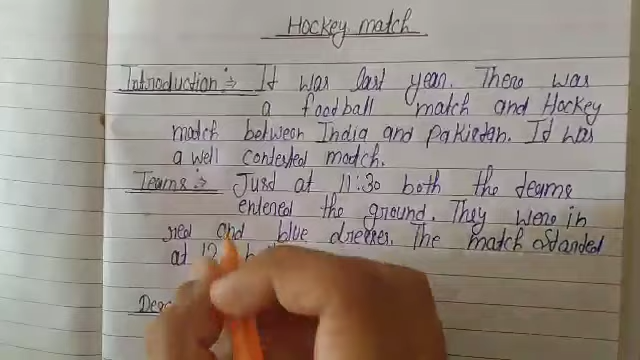 Hockey match
Introduction :- It was last year. There was
a football match and Hockey
match between India and Pakistan. It was
a well contested match.
Teams :- Just at 11:30 both the teams
entered the ground. They were in
red and blue dresses. The match started
at 12